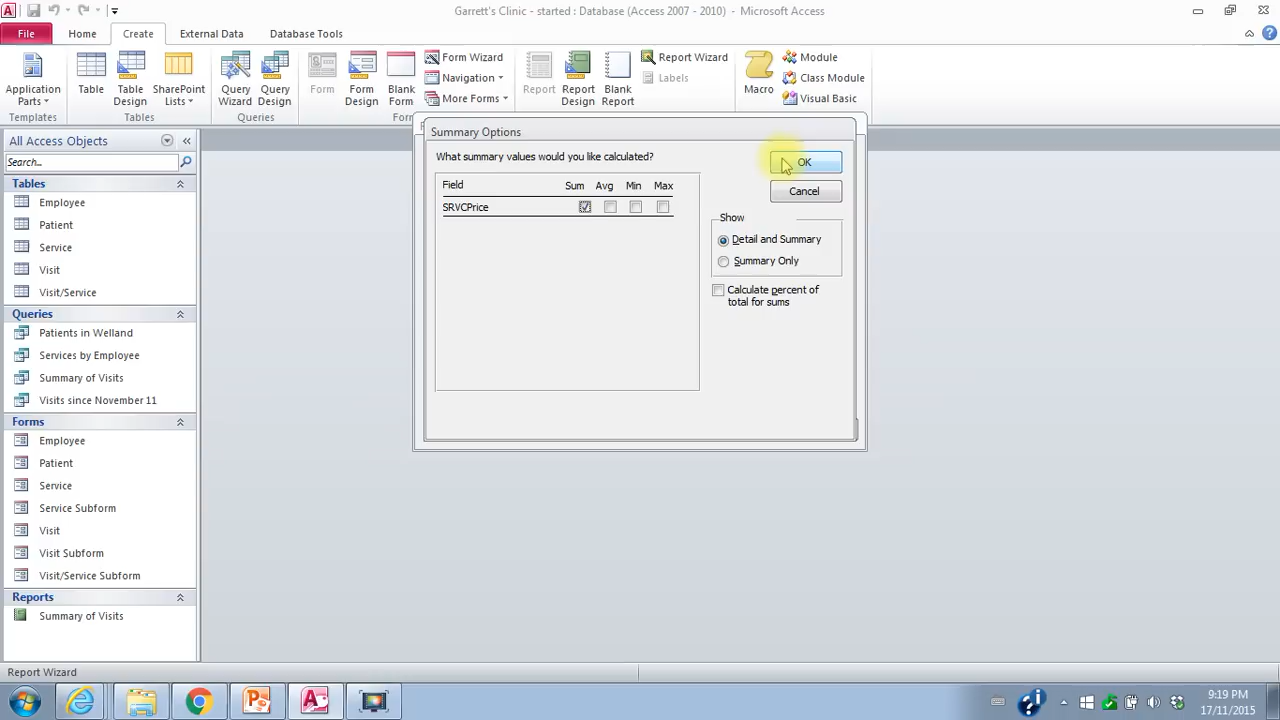 Garrett's Clinic - started : Database (Access 2007 - 2010) - Microsoft Access
File Home Create External Data Database Tools
Application Parts
Table
Table Design
SharePoint Lists
Query Wizard
Query Design
Form
Form Design
Blank Form
Form Wizard
Navigation
More Forms
Report
Report Design
Blank Report
Report Wizard
Labels
Macro
Module
Class Module
Visual Basic
Templates Tables Queries For
All Access Objects
Search...
Tables
Employee
Patient
Service
Visit
Visit/Service
Queries
Patients in Welland
Services by Employee
Summary of Visits
Visits since November 11
Forms
Employee
Patient
Service
Service Subform
Visit
Visit Subform
Visit/Service Subform
Reports
Summary of Visits
Summary Options
What summary values would you like calculated?
Field Sum Avg Min Max
SRVCPrice
OK
Cancel
Show
Detail and Summary
Summary Only
Calculate percent of
total for sums
Report Wizard
9:19 PM
17/11/2015